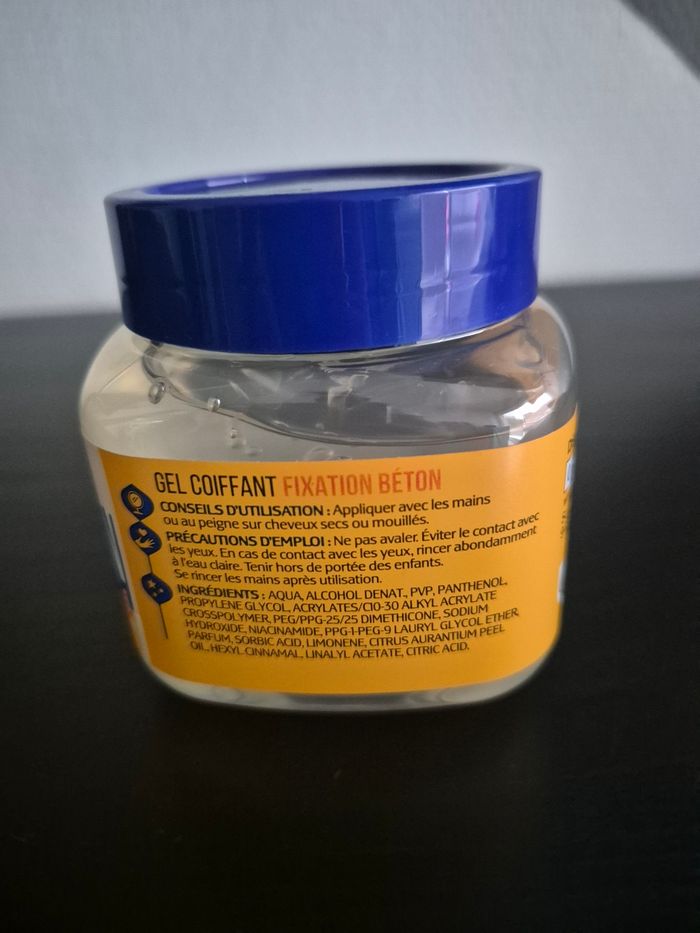 GEL COIFFANT FIXATION BÉTON
CONSEILS D'UTILISATION : Appliquer avec les mains
ou au peigne sur cheveux secs ou mouillés.
PRÉCAUTIONS D'EMPLOI : Ne pas avaler. Éviter le contact avec
les yeux. En cas de contact avec les yeux, rincer abondamment
à l'eau claire. Tenir hors de portée des enfants.
Se rincer les mains après utilisation.
INGRÉDIENTS : AQUA, ALCOHOL DENAT., PVP, PANTHENOL,
PROPYLENE GLYCOL, ACRYLATES/C10-30 ALKYL ACRYLATE
CROSSPOLYMER, PEG/PPG-25/25 DIMETHICONE, SODIUM
HYDROXIDE, NIACINAMIDE, PPG-1-PEG-9 LAURYL GLYCOL ETHER,
PARFUM, SORBIC ACID, LIMONENE, CITRUS AURANTIUM PEEL
OIL, HEXYL CINNAMAL, LINALYL ACETATE, CITRIC ACID.